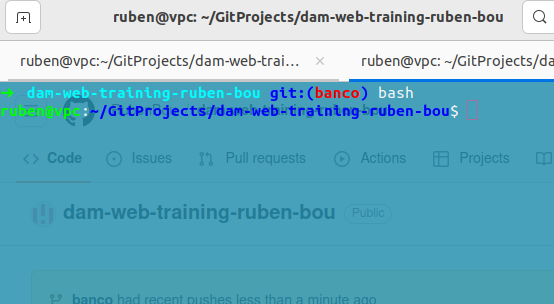 ruben@vpc: ~/GitProjects/dam-web-training-ruben-bou
ruben@vpc:~/GitProjects/dam-web-trai...
ruben@vpc:~/GitProjects/dam-we
➜ dam-web-training-ruben-bou git:(banco) bash
ruben@vpc:~/GitProjects/dam-web-training-ruben-bou$
Code Issues Pull requests Actions Projects
dam-web-training-ruben-bou Public
banco had recent pushes less than a minute ago